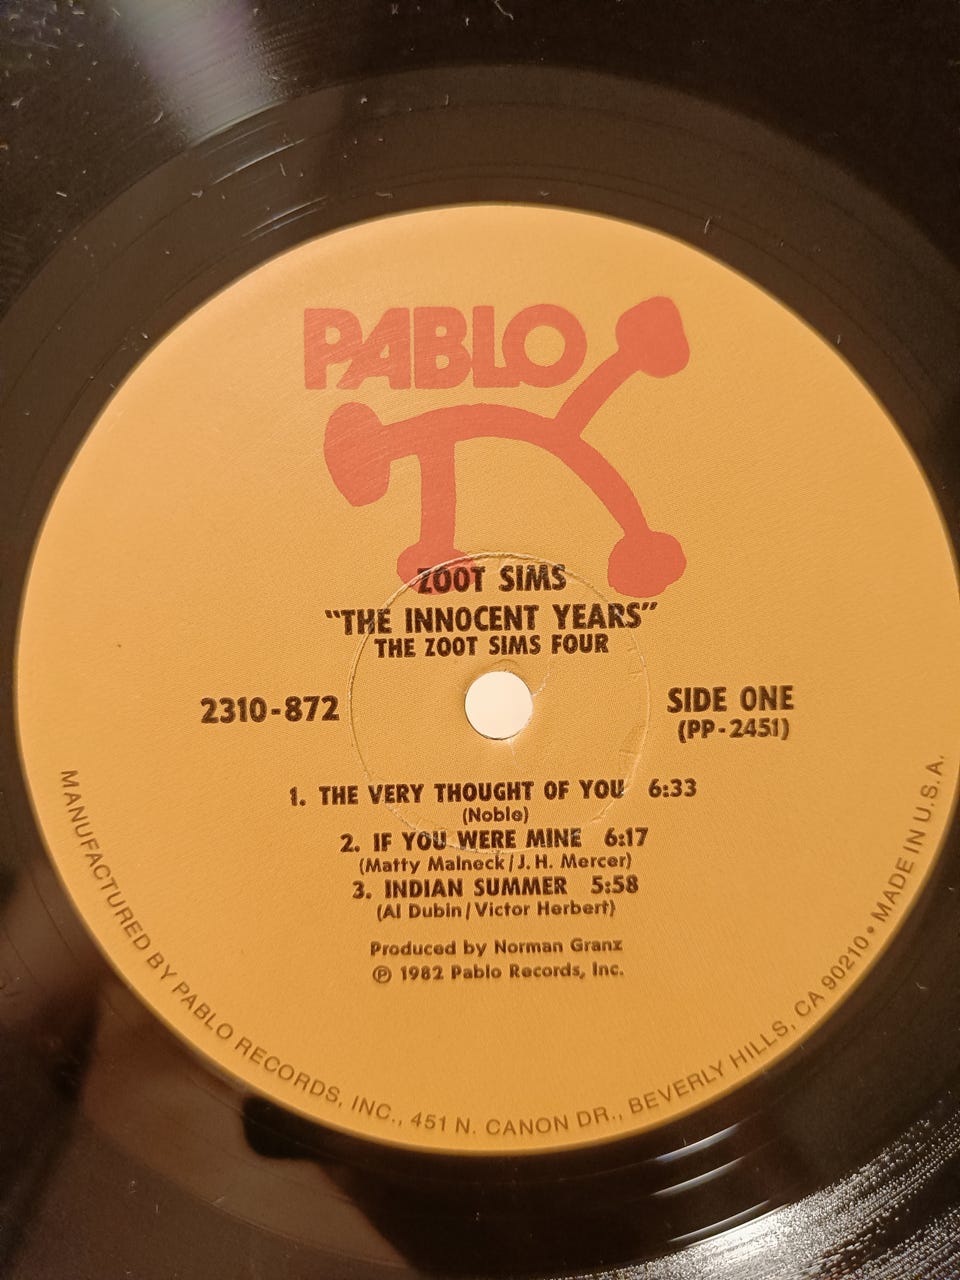 PABLO
ZOOT SIMS
"THE INNOCENT YEARS"
THE ZOOT SIMS FOUR
2310-872
SIDE ONE
(PP-2451)
1. THE VERY THOUGHT OF YOU 6:33
(Noble)
2. IF YOU WERE MINE 6:17
(Matty Malneck/J. H. Mercer)
3. INDIAN SUMMER 5:58
(Al Dubin/Victor Herbert)
Produced by Norman Granz
℗ 1982 Pablo Records, Inc.
MANUFACTURED BY PABLO RECORDS, INC., 451 N. CANON DR., BEVERLY HILLS, CA 90210 • MADE IN U.S.A.